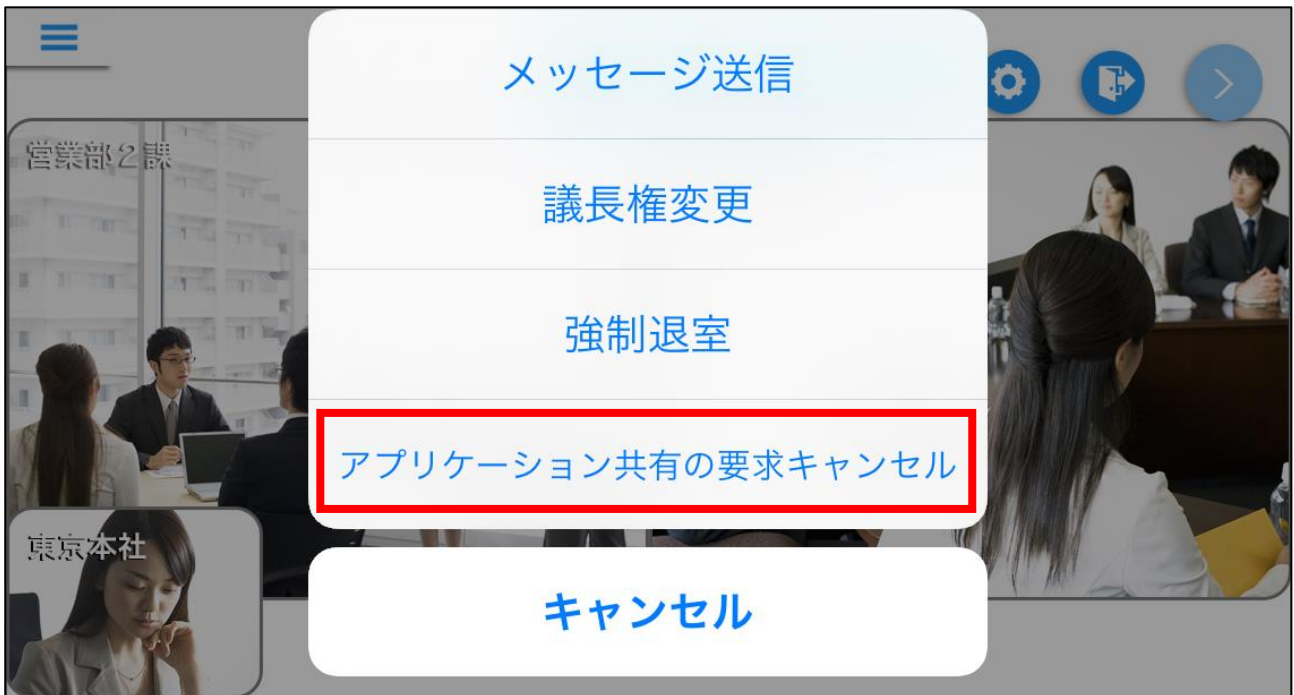 メッセージ送信
営業部２課
議長権変更
強制退室
アプリケーション共有の要求キャンセル
東京本社
キャンセル